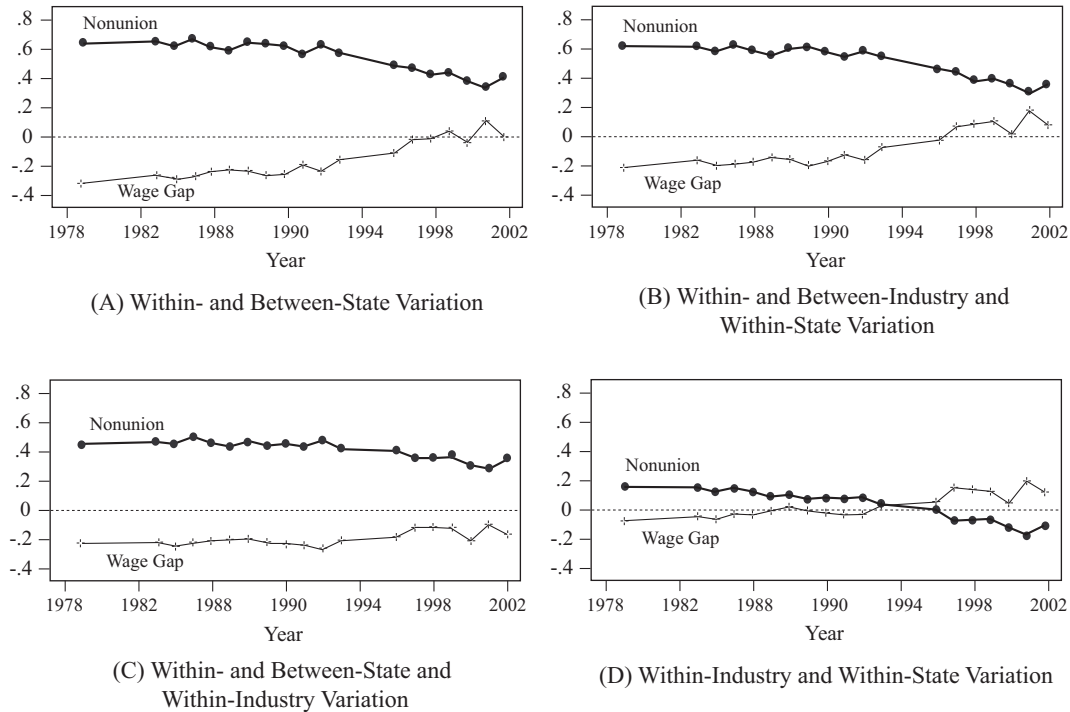 .8
.6
.4
.2
0
-.2
-.4
Nonunion
Wage Gap
1978 1982 1988 1990 1994 1998 2002
Year
(A) Within- and Between-State Variation
.8
.6
.4
.2
0
-.2
-.4
Nonunion
Wage Gap
1978 1982 1988 1990 1994 1998 2002
Year
(B) Within- and Between-Industry and
Within-State Variation
.8
.6
.4
.2
0
-.2
-.4
Nonunion
Wage Gap
1978 1982 1988 1990 1994 1998 2002
Year
(C) Within- and Between-State and
Within-Industry Variation
.8
.6
.4
.2
0
-.2
-.4
Nonunion
Wage Gap
1978 1982 1988 1990 1994 1998 2002
Year
(D) Within-Industry and Within-State Variation